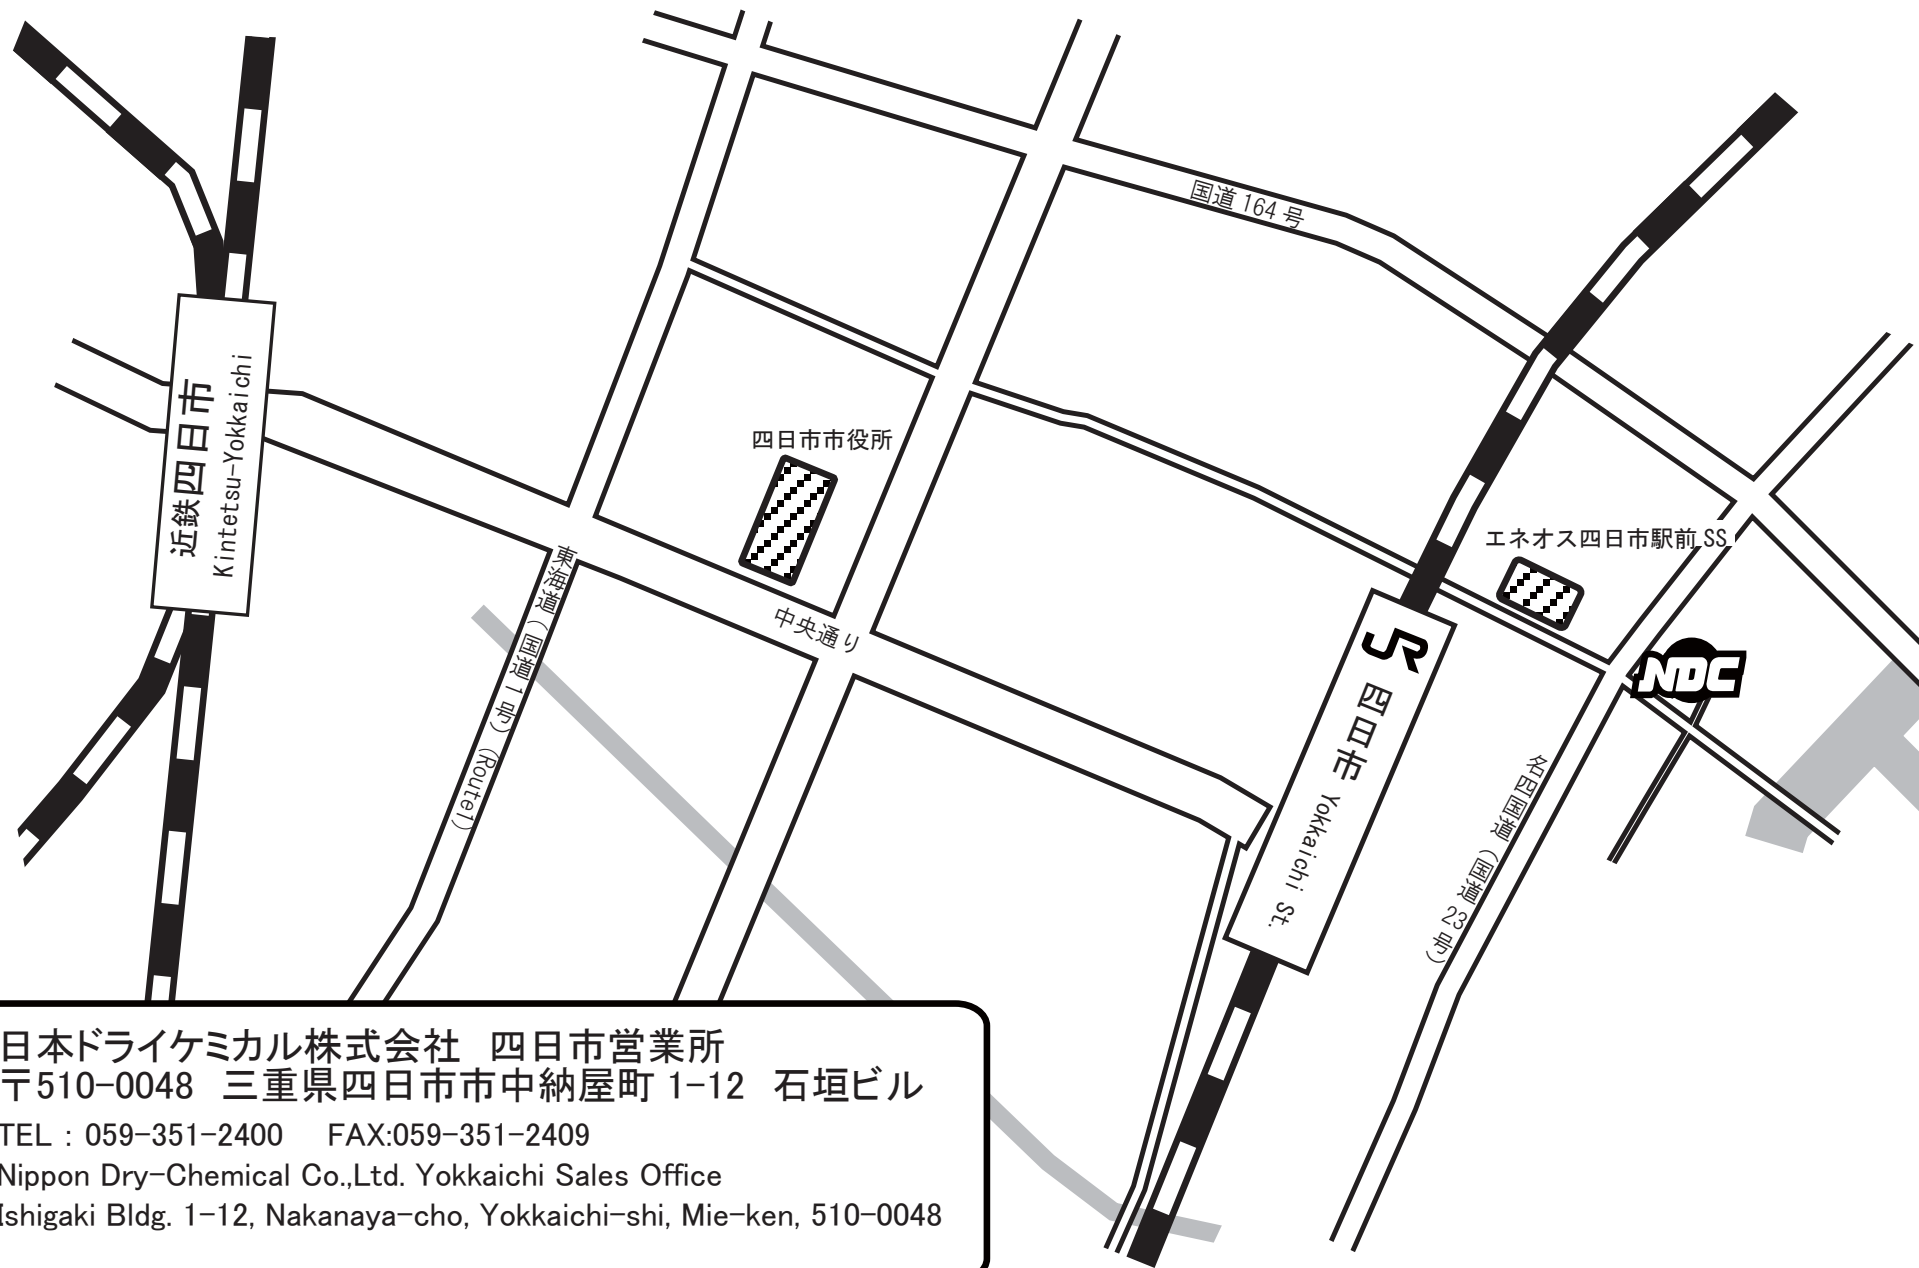 国道 164 号
近鉄四日市
Kintetsu-Yokkaichi
四日市市役所
エネオス四日市駅前 SS
東海道（国道 1 号）(Route1)
中央通り
JR 四日市 Yokkaichi St.
NDC
名四国道（国道 23 号）
日本ドライケミカル株式会社 四日市営業所
〒510-0048 三重県四日市市中納屋町 1-12 石垣ビル
TEL : 059-351-2400 FAX:059-351-2409
Nippon Dry-Chemical Co.,Ltd. Yokkaichi Sales Office
Ishigaki Bldg. 1-12, Nakanaya-cho, Yokkaichi-shi, Mie-ken, 510-0048